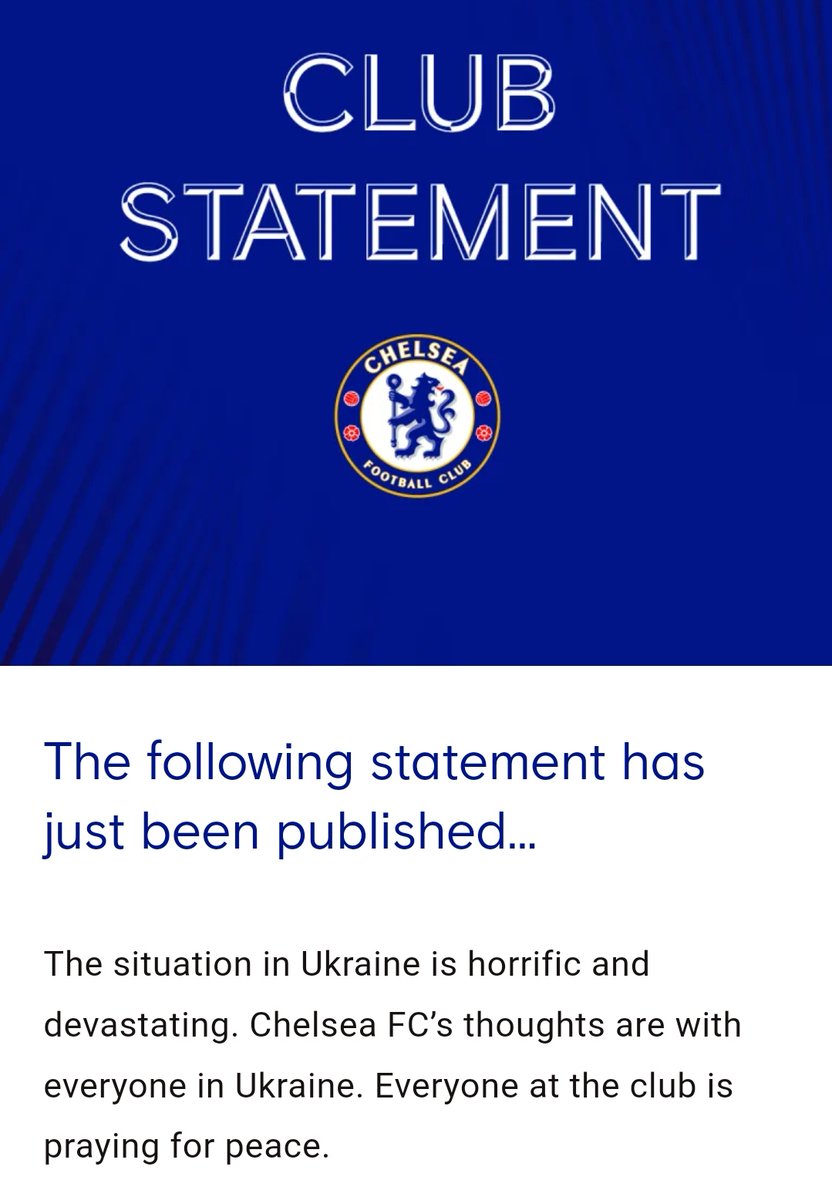 CLUB
STATEMENT
CHELSEA
FOOTBALL CLUB
The following statement has
just been published...
The situation in Ukraine is horrific and
devastating. Chelsea FC’s thoughts are with
everyone in Ukraine. Everyone at the club is
praying for peace.